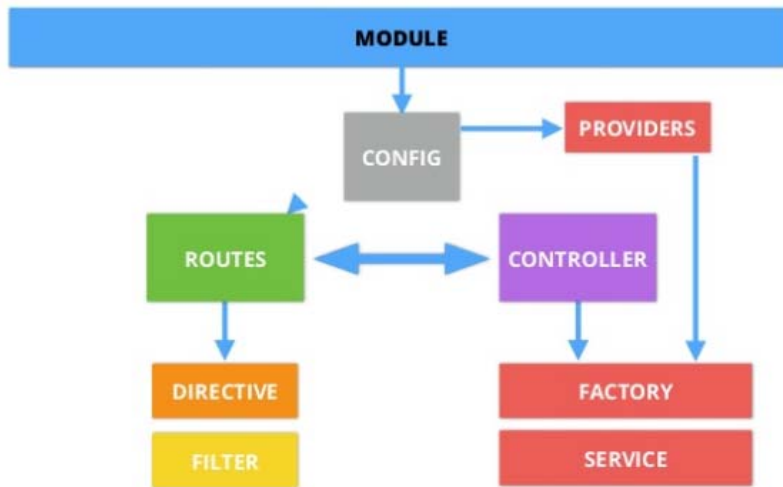 MODULE
PROVIDERS
CONFIG
ROUTES
CONTROLLER
DIRECTIVE
FACTORY
FILTER
SERVICE